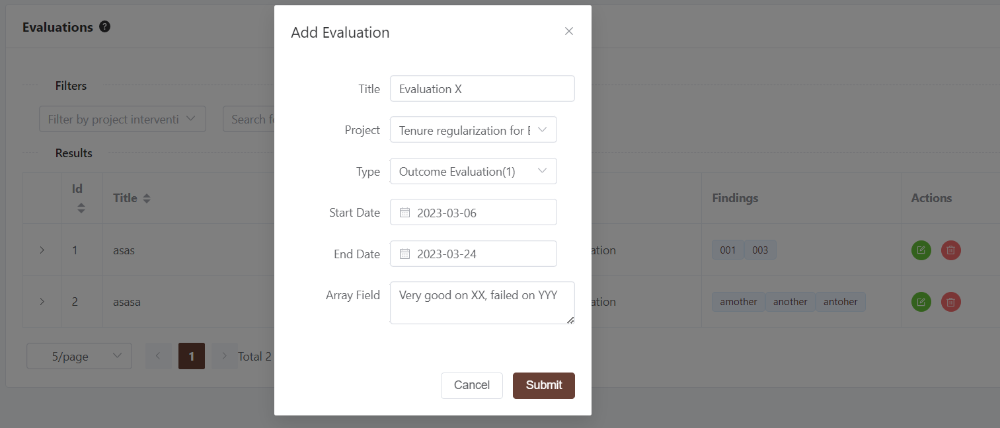 Evaluations ?
Add Evaluation
Title Evaluation X
Filters
Filter by project interventi
Search f
Project Tenure regularization for
Results
Type Outcome Evaluation(1)
Id Title Findings Actions
Start Date 2023-03-06
1 asas ation 001 003
End Date 2023-03-24
Array Field Very good on XX, failed on YYY
2 asasa ation amother another antoher
5/page 1 Total 2
Cancel Submit